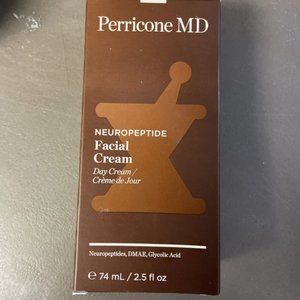 Perricone MD
NEUROPEPTIDE
Facial
Cream
Day Cream/
Crème de Jour
Neuropeptides, DMAE, Glycolic Acid
℮ 74 mL / 2.5 fl oz